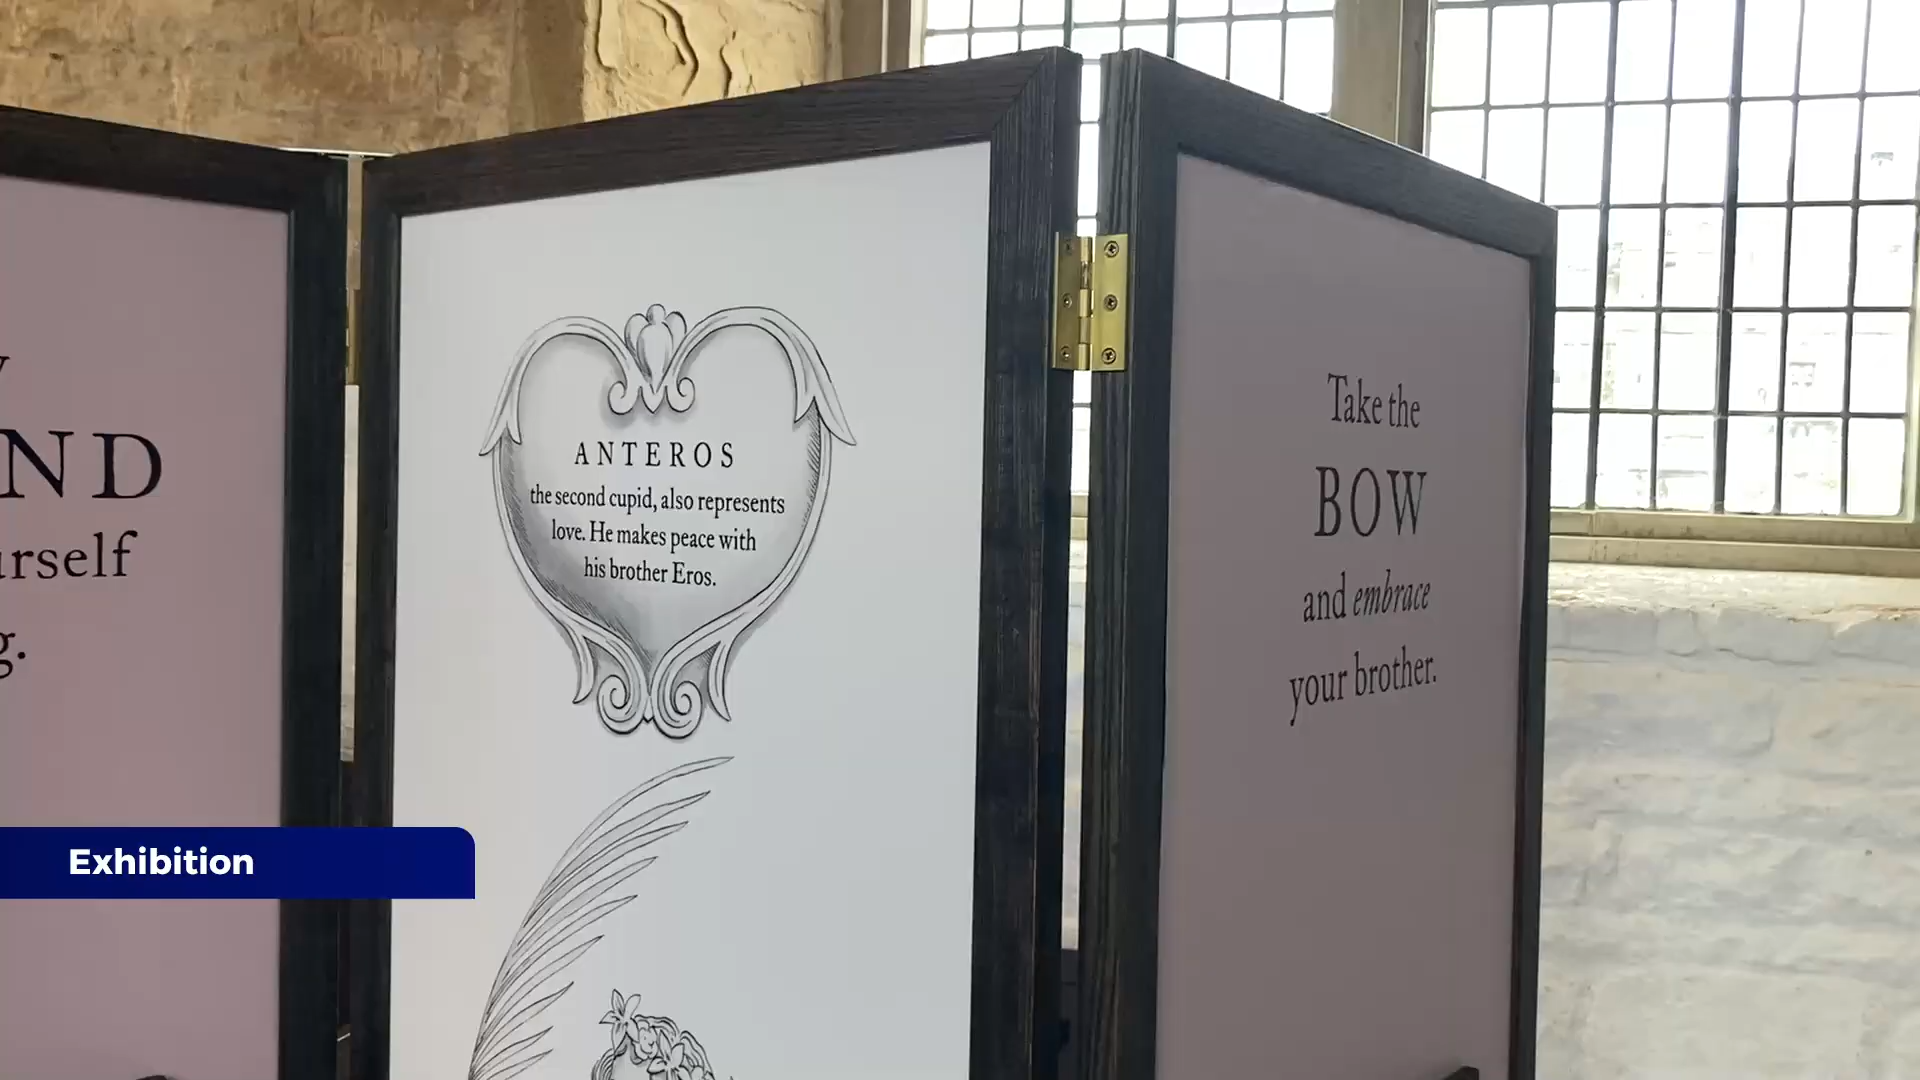 ND
urself
g.
ANTEROS
the second cupid, also represents
love. He makes peace with
his brother Eros.
Take the
BOW
and embrace
your brother.
Exhibition